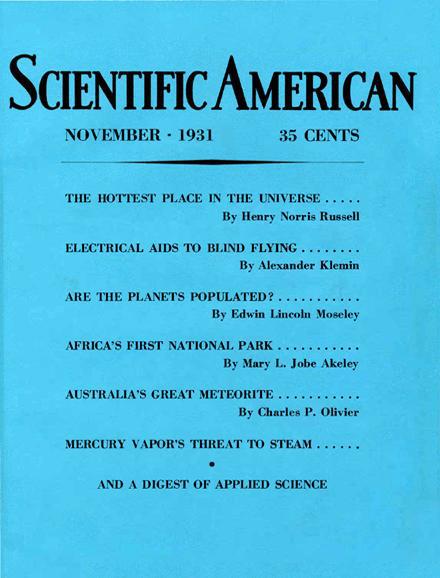 SCIENTIFIC AMERICAN
NOVEMBER · 1931 35 CENTS
THE HOTTEST PLACE IN THE UNIVERSE .....
By Henry Norris Russell
ELECTRICAL AIDS TO BLIND FLYING ........
By Alexander Klemin
ARE THE PLANETS POPULATED? ...........
By Edwin Lincoln Moseley
AFRICA'S FIRST NATIONAL PARK ...........
By Mary L. Jobe Akeley
AUSTRALIA'S GREAT METEORITE ...........
By Charles P. Olivier
MERCURY VAPOR'S THREAT TO STEAM ......
•
AND A DIGEST OF APPLIED SCIENCE